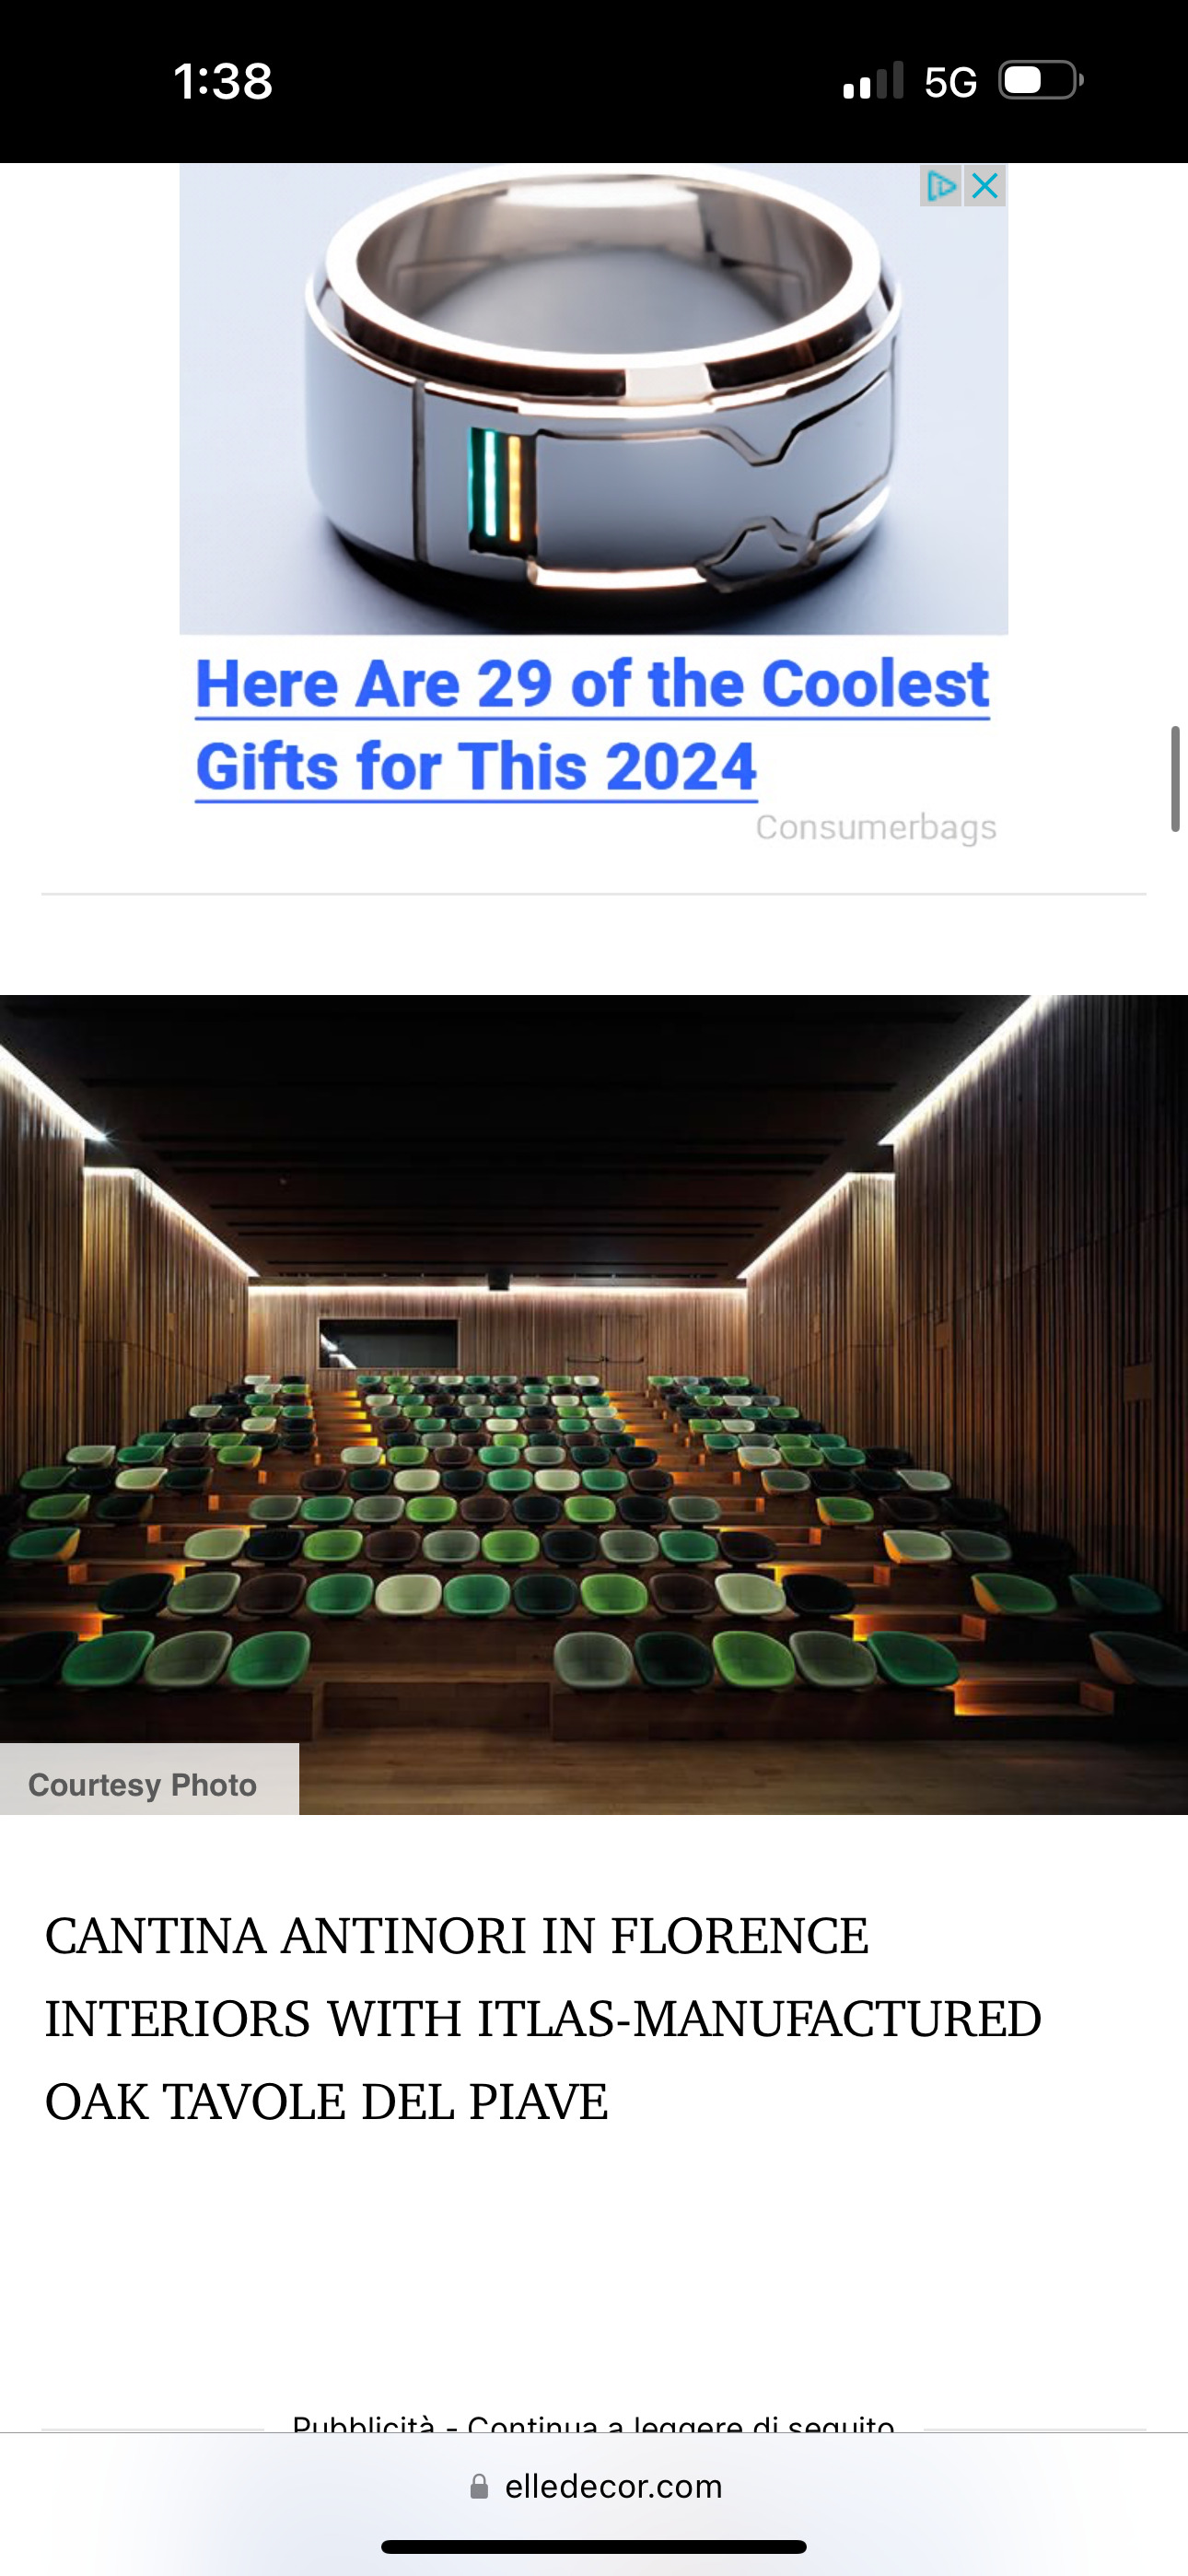 1:38
5G
Here Are 29 of the Coolest
Gifts for This 2024
Consumerbags
Courtesy Photo
CANTINA ANTINORI IN FLORENCE
INTERIORS WITH ITLAS-MANUFACTURED
OAK TAVOLE DEL PIAVE
Pubblicità - Continua a leggere di seguito
elledecor.com